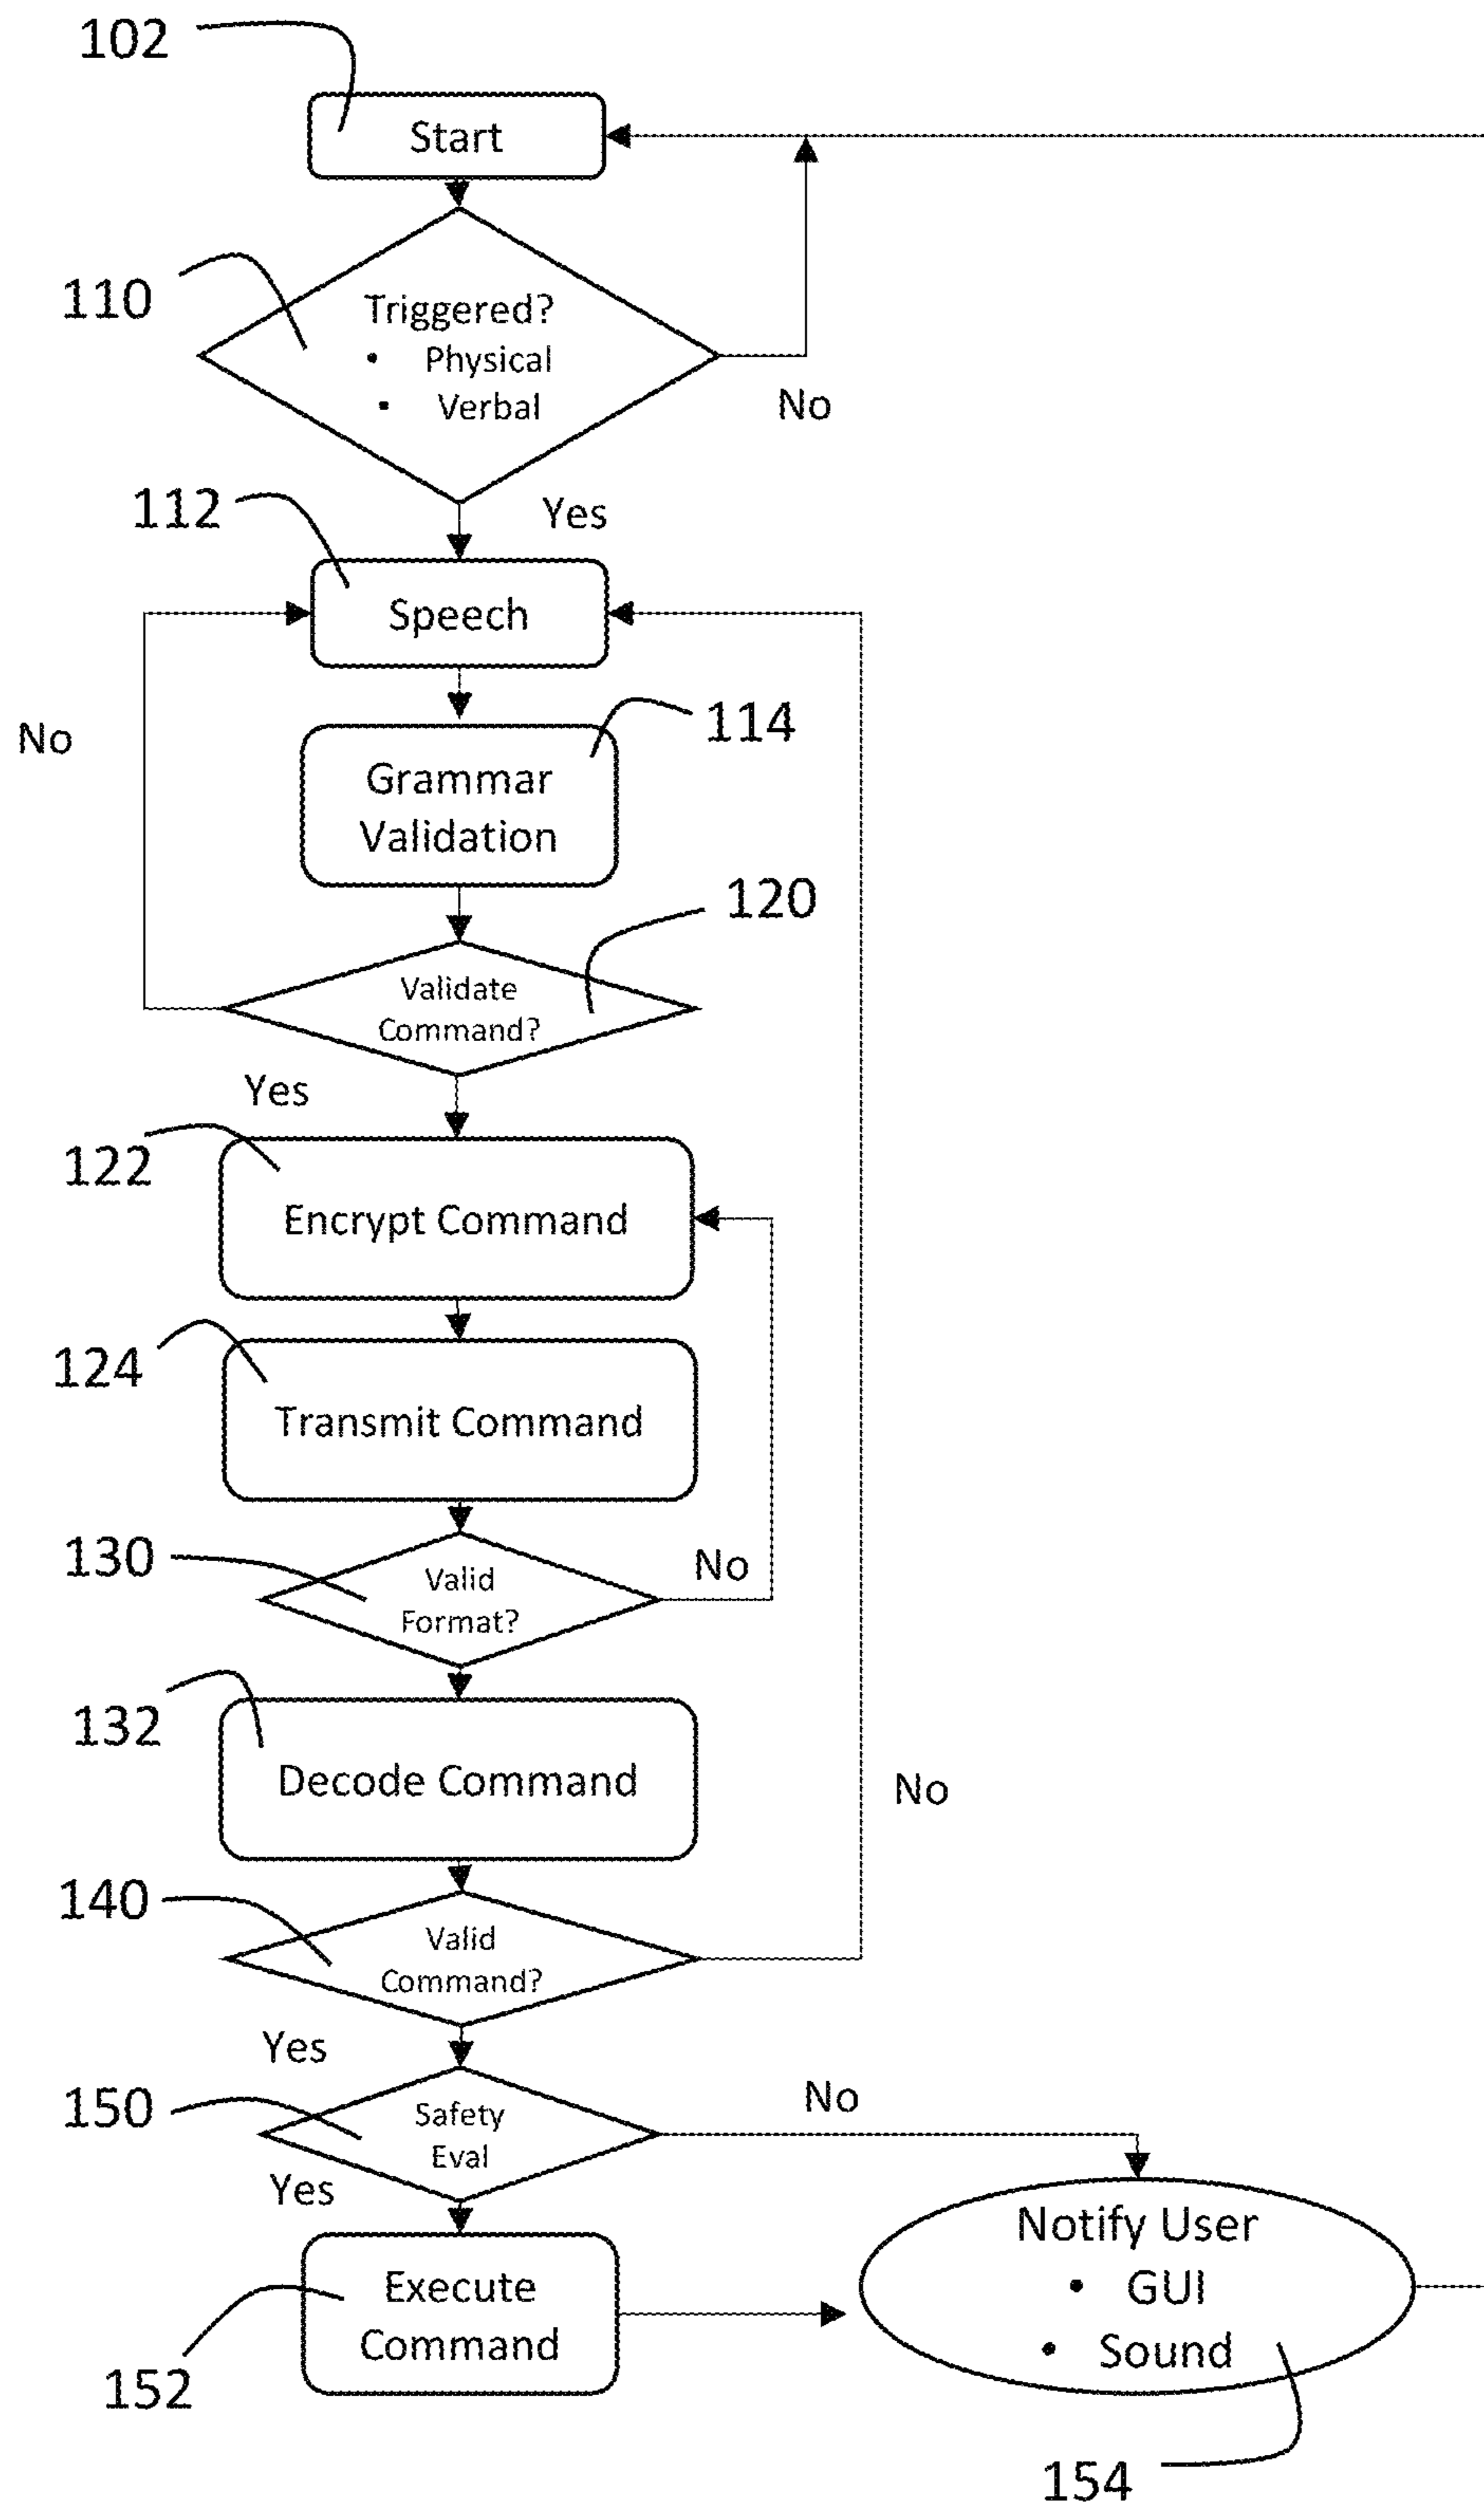 102
Start
110
Triggered?
• Physical
▪ Verbal
No
112
Yes
Speech
No
114
Grammar
Validation
120
Validate
Command?
Yes
122
Encrypt Command
124
Transmit Command
130
No
Valid
Format?
132
Decode Command
No
140
Valid
Command?
Yes
No
150
Safety
Eval
Yes
Notify User
• GUI
• Sound
Execute
Command
152
154